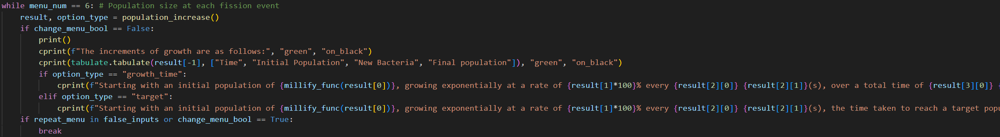 while menu_num == 6: # Population size at each fission event
    result, option_type = population_increase()
    if change_menu_bool == False:
        print()
        cprint(f"The increments of growth are as follows:", "green", "on_black")
        cprint(tabulate.tabulate(result[-1], ["Time", "Initial Population", "New Bacteria", "Final population"]), "green", "on_black")
        if option_type == "growth_time":
            cprint(f"Starting with an initial population of {millify_func(result[0])}, growing exponentially at a rate of {result[1]*100}% every {result[2][0]} {result[2][1]}(s), over a total time of {result[3][0]} {
        elif option_type == "target":
            cprint(f"Starting with an initial population of {millify_func(result[0])}, growing exponentially at a rate of {result[1]*100}% every {result[2][0]} {result[2][1]}(s), the time taken to reach a target popu
    if repeat_menu in false_inputs or change_menu_bool == True:
        break